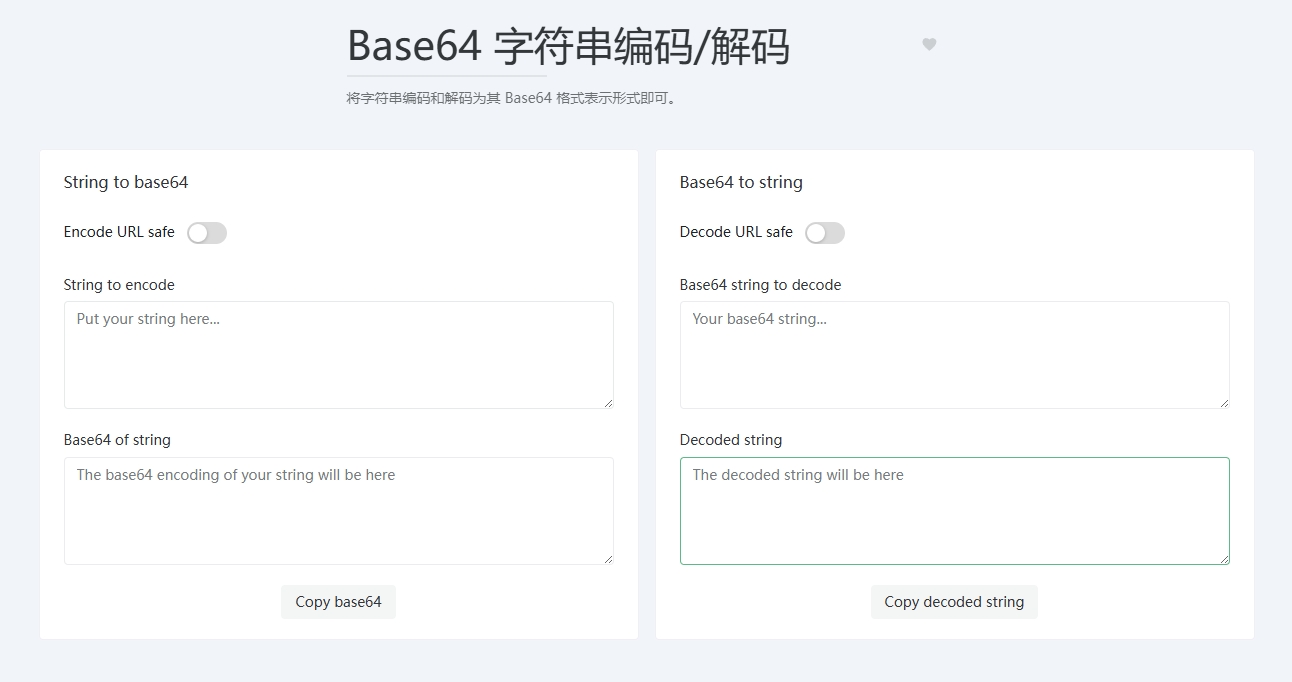 Base64 字符串编码/解码
将字符串编码和解码为其 Base64 格式表示形式即可。
String to base64
Encode URL safe
String to encode
Put your string here...
Base64 of string
The base64 encoding of your string will be here
Copy base64
Base64 to string
Decode URL safe
Base64 string to decode
Your base64 string...
Decoded string
The decoded string will be here
Copy decoded string